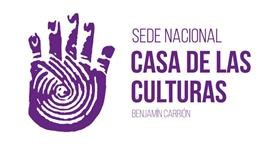 SEDE NACIONAL
CASA DE LAS
CULTURAS
BENJAMÍN CARRIÓN